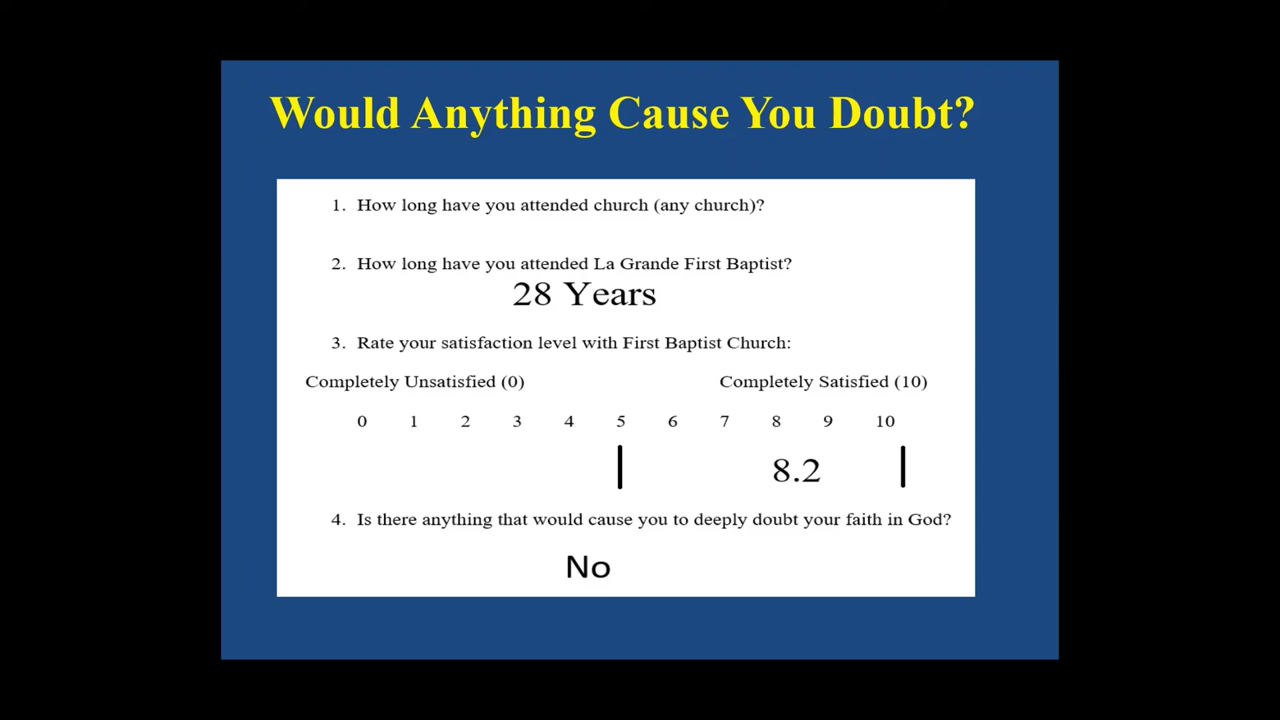 Would Anything Cause You Doubt?
1. How long have you attended church (any church)?
2. How long have you attended La Grande First Baptist?
28 Years
3. Rate your satisfaction level with First Baptist Church:
Completely Unsatisfied (0) Completely Satisfied (10)
0 1 2 3 4 5 6 7 8 9 10
8.2
4. Is there anything that would cause you to deeply doubt your faith in God?
No